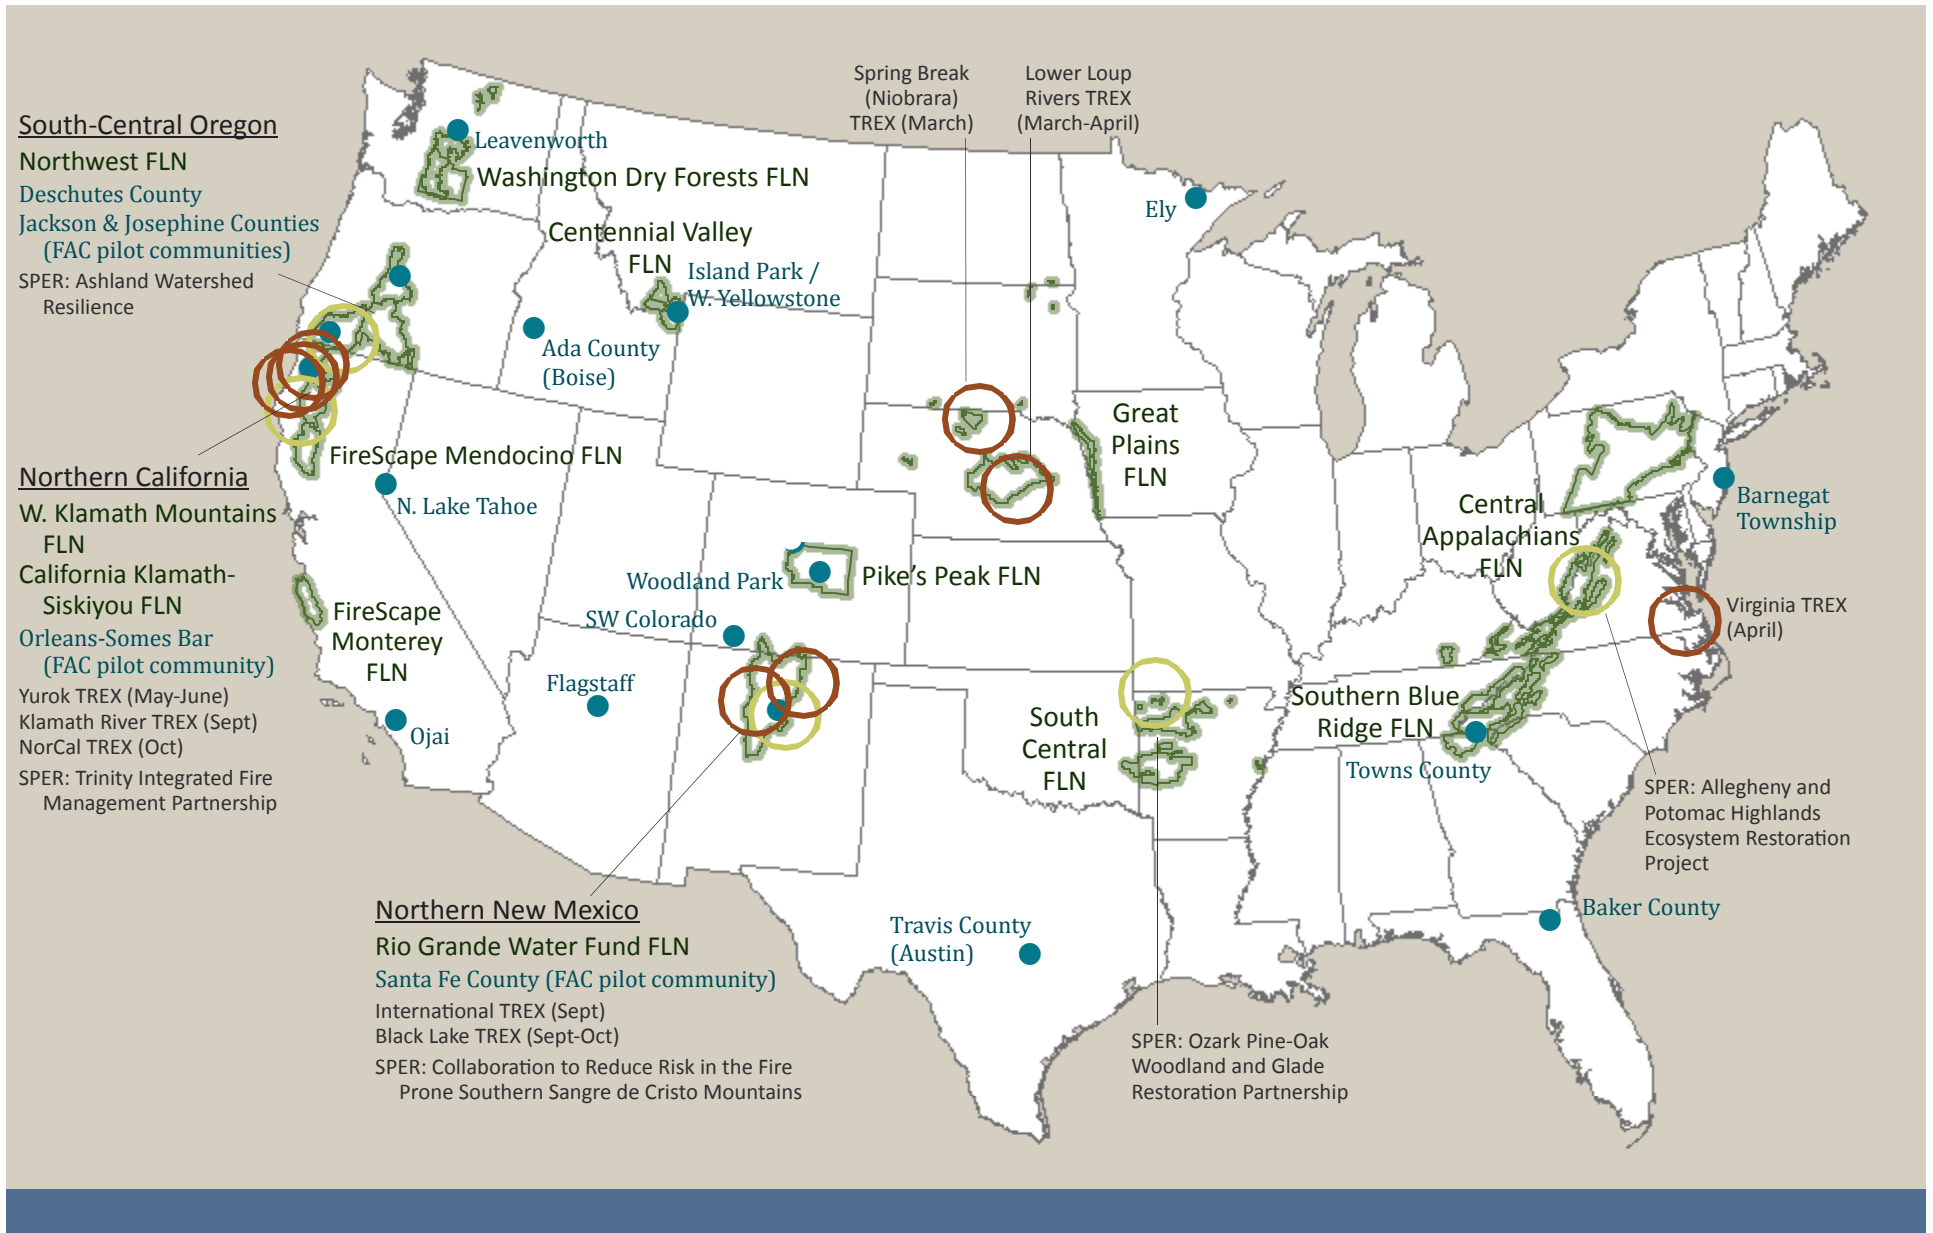 South-Central Oregon
Northwest FLN
Deschutes County
Jackson & Josephine Counties
(FAC pilot communities)
SPER: Ashland Watershed
Resilience
Northern California
W. Klamath Mountains
FLN
California Klamath-
Siskiyou FLN
Orleans-Somes Bar
(FAC pilot community)
Yurok TREX (May-June)
Klamath River TREX (Sept)
NorCal TREX (Oct)
SPER: Trinity Integrated Fire
Management Partnership
Leavenworth
Washington Dry Forests FLN
Centennial Valley
FLN
Island Park /
W. Yellowstone
Ada County
(Boise)
FireScape Mendocino FLN
N. Lake Tahoe
FireScape
Monterey
FLN
Ojai
Flagstaff
Woodland Park
SW Colorado
Pike's Peak FLN
Northern New Mexico
Rio Grande Water Fund FLN
Santa Fe County (FAC pilot community)
International TREX (Sept)
Black Lake TREX (Sept-Oct)
SPER: Collaboration to Reduce Risk in the Fire
Prone Southern Sangre de Cristo Mountains
Spring Break
(Niobrara)
TREX (March)
Lower Loup
Rivers TREX
(March-April)
Ely
Great
Plains
FLN
South
Central
FLN
Travis County
(Austin)
SPER: Ozark Pine-Oak
Woodland and Glade
Restoration Partnership
Central
Appalachians
FLN
Southern Blue
Ridge FLN
Towns County
Barnegat
Township
Virginia TREX
(April)
SPER: Allegheny and
Potomac Highlands
Ecosystem Restoration
Project
Baker County